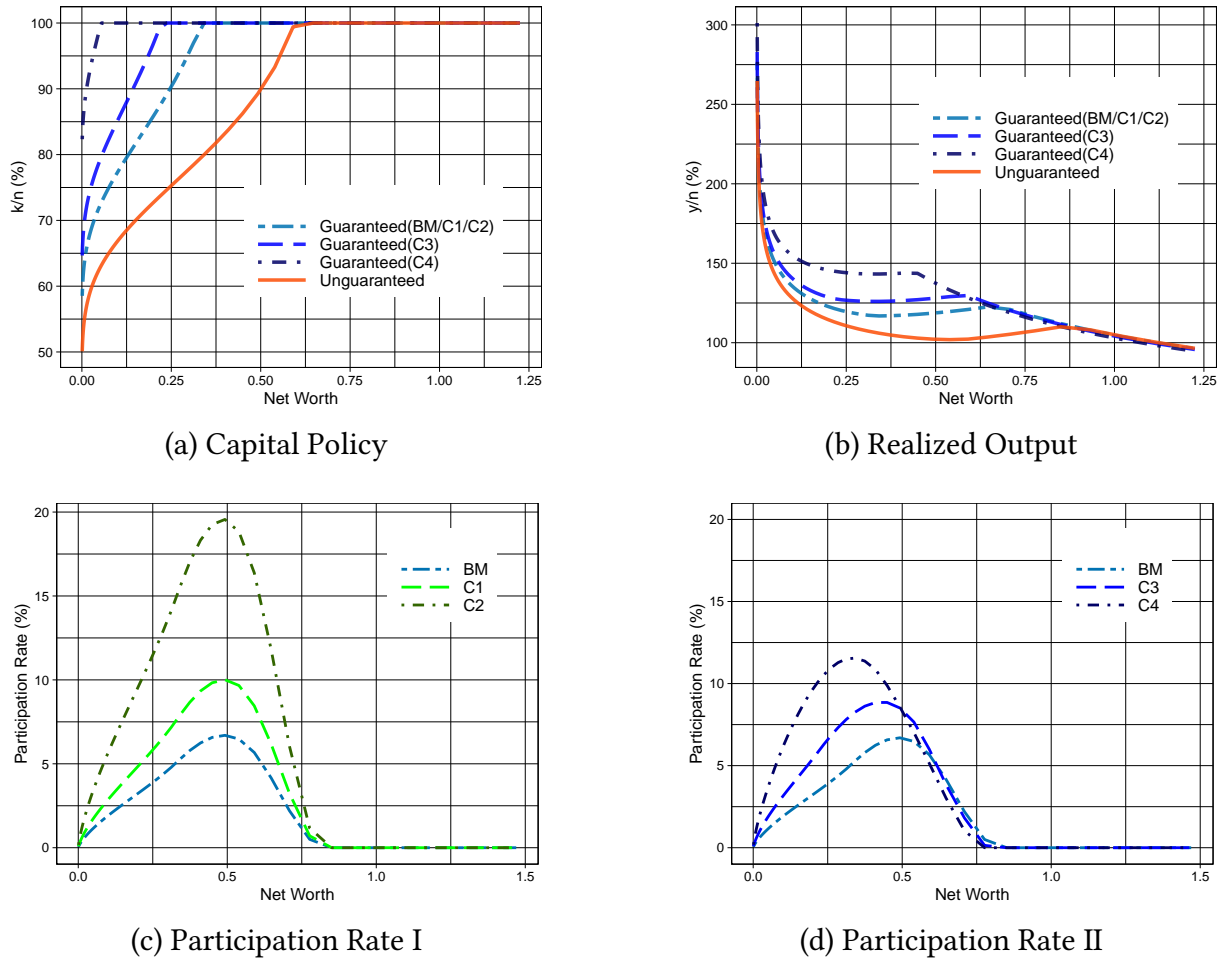 100
90
80
70
60
50
k/n (%)
Guaranteed(BM/C1/C2)
Guaranteed(C3)
Guaranteed(C4)
Unguaranteed
0.00 0.25 0.50 0.75 1.00 1.25
Net Worth
(a) Capital Policy
300
250
200
150
100
y/n (%)
Guaranteed(BM/C1/C2)
Guaranteed(C3)
Guaranteed(C4)
Unguaranteed
0.00 0.25 0.50 0.75 1.00 1.25
Net Worth
(b) Realized Output
20
15
10
5
0
Participation Rate (%)
BM
C1
C2
0.0 0.5 1.0 1.5
Net Worth
(c) Participation Rate I
20
15
10
5
0
Participation Rate (%)
BM
C3
C4
0.0 0.5 1.0 1.5
Net Worth
(d) Participation Rate II